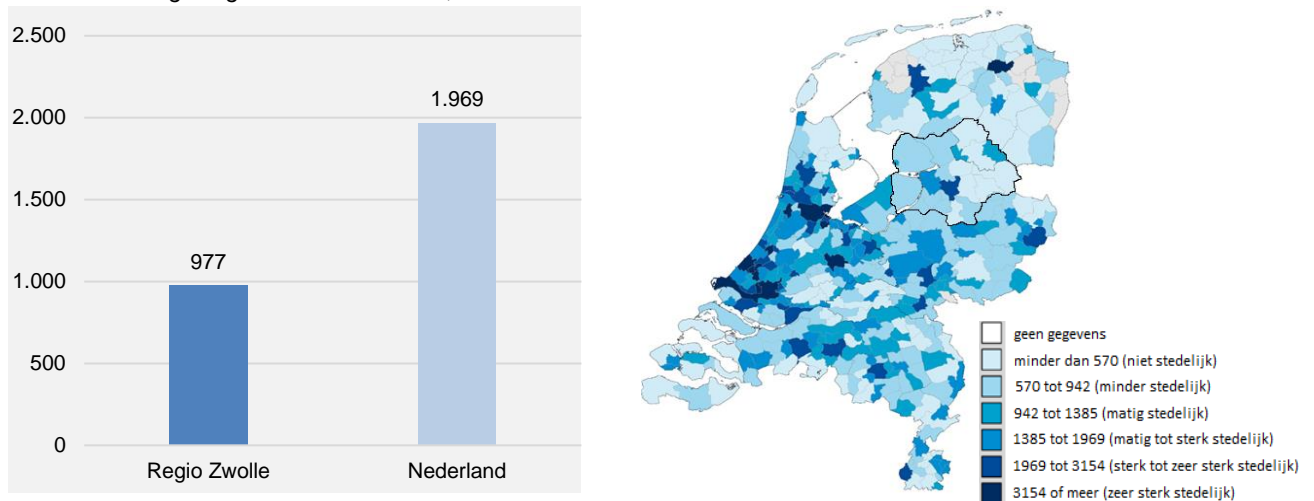 2.500
2.000
1.500
1.000
500
0
977
1.969
Regio Zwolle
Nederland
geen gegevens
minder dan 570 (niet stedelijk)
570 tot 942 (minder stedelijk)
942 tot 1385 (matig stedelijk)
1385 tot 1969 (matig tot sterk stedelijk)
1969 tot 3154 (sterk tot zeer sterk stedelijk)
3154 of meer (zeer sterk stedelijk)